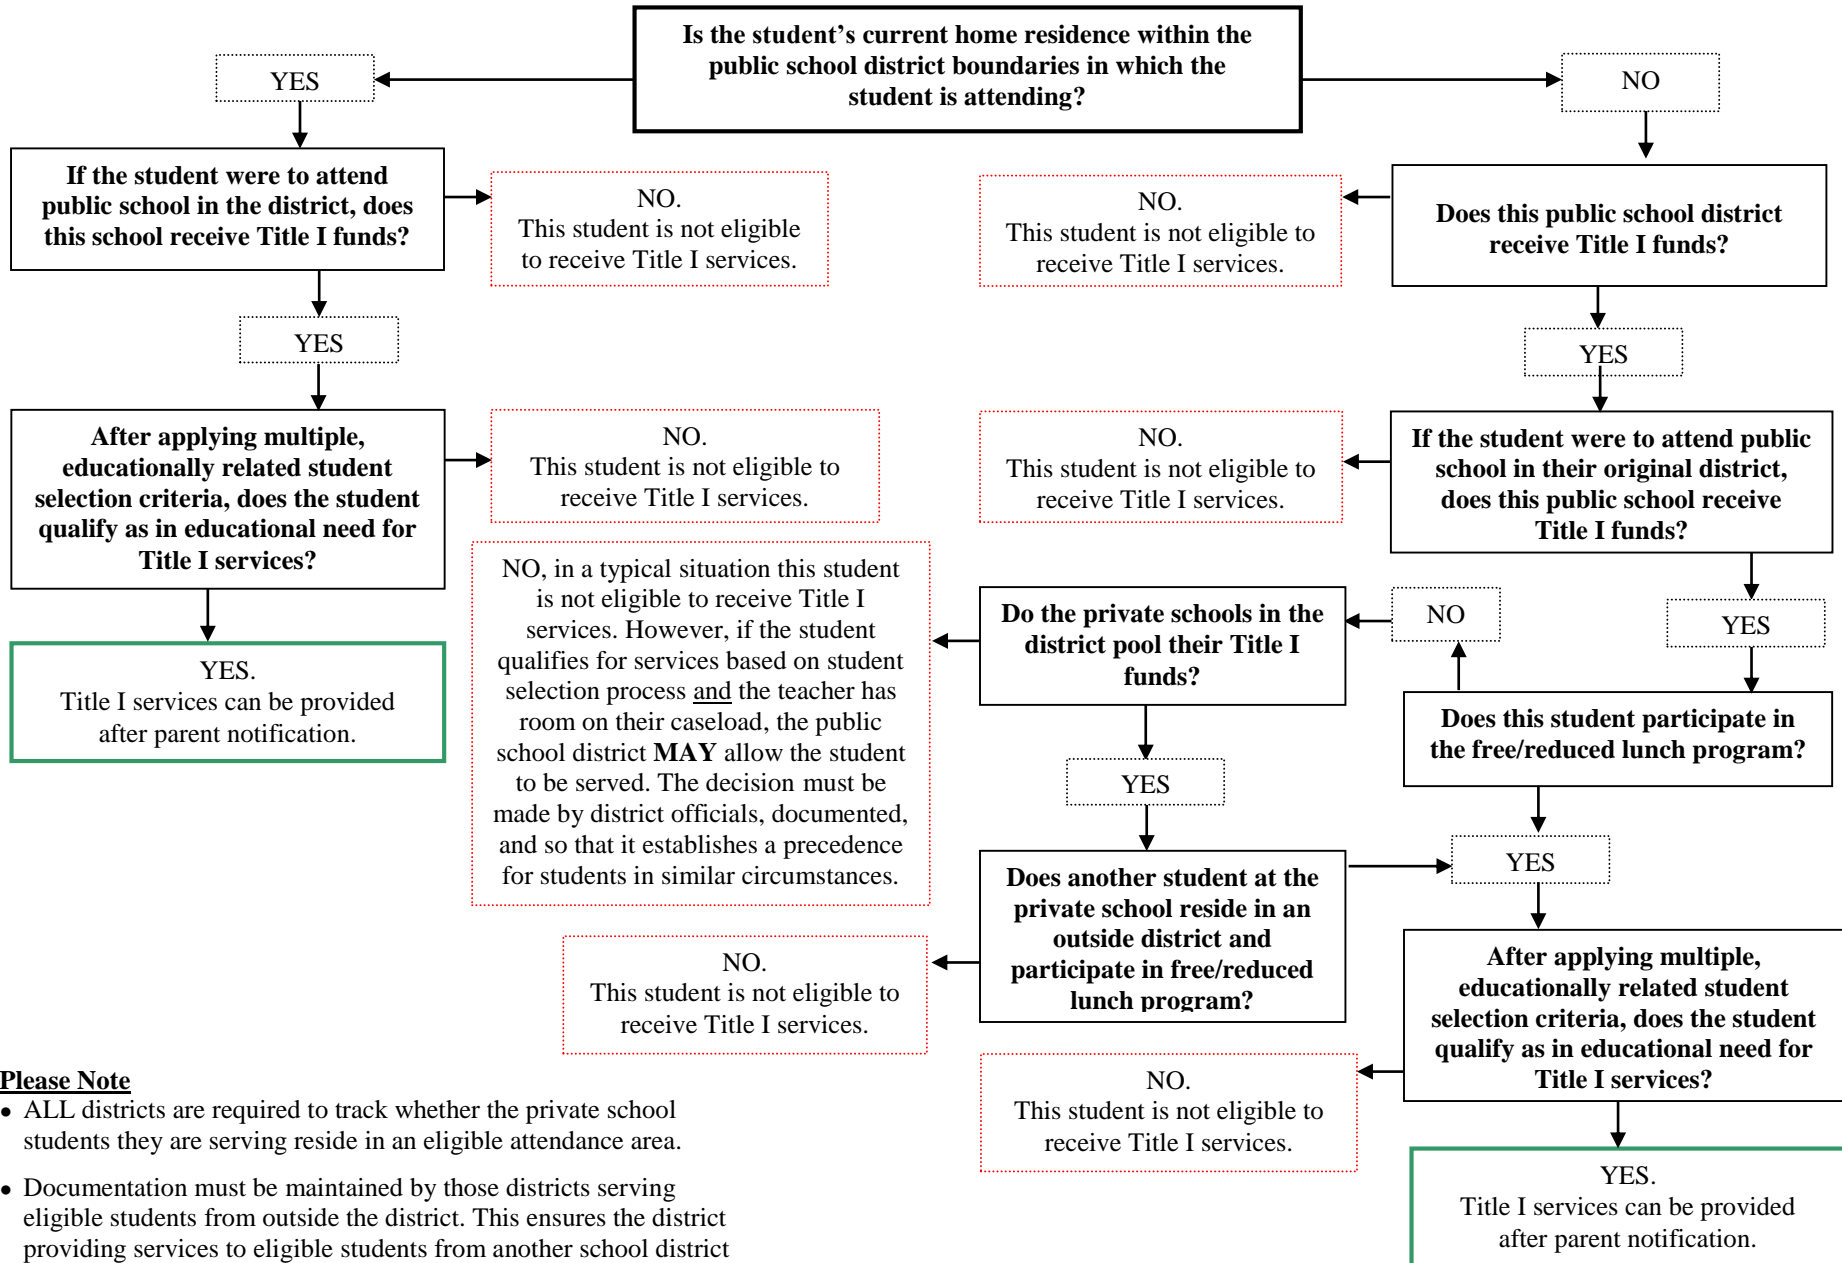 Is the student’s current home residence within the
public school district boundaries in which the
student is attending?
YES
NO
If the student were to attend
public school in the district, does
this school receive Title I funds?
NO.
This student is not eligible
to receive Title I services.
NO.
This student is not eligible to
receive Title I services.
Does this public school district
receive Title I funds?
YES
YES
After applying multiple,
educationally related student
selection criteria, does the student
qualify as in educational need for
Title I services?
NO.
This student is not eligible to
receive Title I services.
NO.
This student is not eligible to
receive Title I services.
If the student were to attend public
school in their original district,
does this public school receive
Title I funds?
NO, in a typical situation this student
is not eligible to receive Title I
services. However, if the student
qualifies for services based on student
selection process and the teacher has
room on their caseload, the public
school district MAY allow the student
to be served. The decision must be
made by district officials, documented,
and so that it establishes a precedence
for students in similar circumstances.
Do the private schools in the
district pool their Title I
funds?
NO
YES
YES.
Title I services can be provided
after parent notification.
Does this student participate in
the free/reduced lunch program?
YES
YES
Does another student at the
private school reside in an
outside district and
participate in free/reduced
lunch program?
NO.
This student is not eligible to
receive Title I services.
After applying multiple,
educationally related student
selection criteria, does the student
qualify as in educational need for
Title I services?
NO.
This student is not eligible to
receive Title I services.
YES.
Title I services can be provided
after parent notification.
Please Note
• ALL districts are required to track whether the private school
students they are serving reside in an eligible attendance area.
• Documentation must be maintained by those districts serving
eligible students from outside the district. This ensures the district
providing services to eligible students from another school district